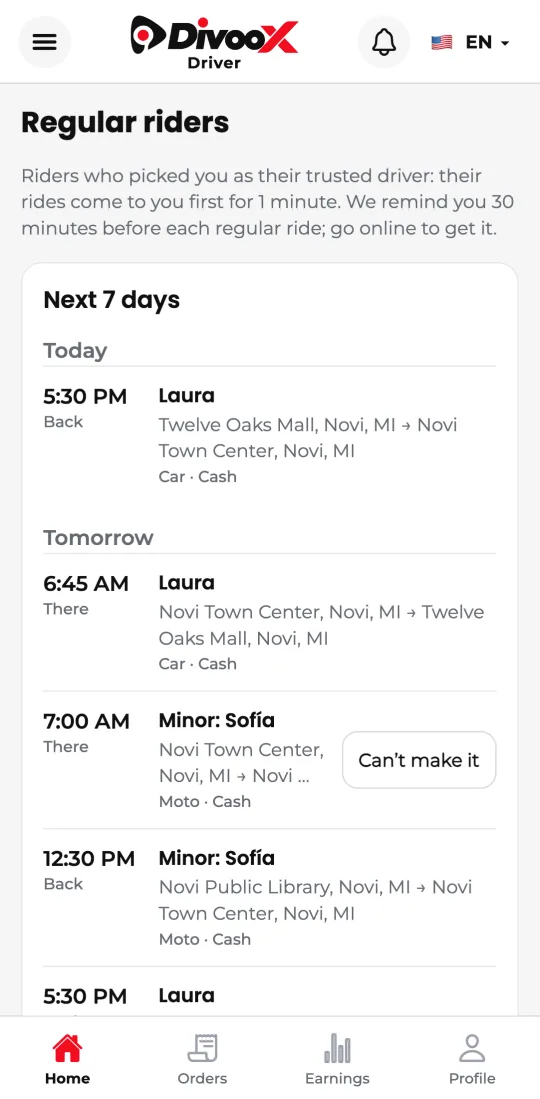 DivooX
Driver
EN
Regular riders
Riders who picked you as their trusted driver: their
rides come to you first for 1 minute. We remind you 30
minutes before each regular ride; go online to get it.
Next 7 days
Today
5:30 PM
Back
Laura
Twelve Oaks Mall, Novi, MI → Novi
Town Center, Novi, MI
Car · Cash
Tomorrow
6:45 AM
There
Laura
Novi Town Center, Novi, MI → Twelve
Oaks Mall, Novi, MI
Car · Cash
7:00 AM
There
Minor: Sofía
Novi Town Center,
Novi, MI → Novi ...
Moto · Cash
Can’t make it
12:30 PM
Back
Minor: Sofía
Novi Public Library, Novi, MI → Novi
Town Center, Novi, MI
Moto · Cash
5:30 PM
Laura
Home
Orders
Earnings
Profile